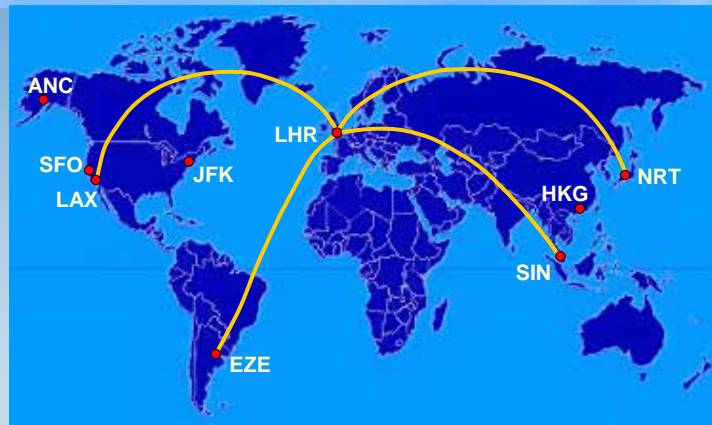 ANC
LHR
SFO
JFK
NRT
LAX
HKG
SIN
EZE